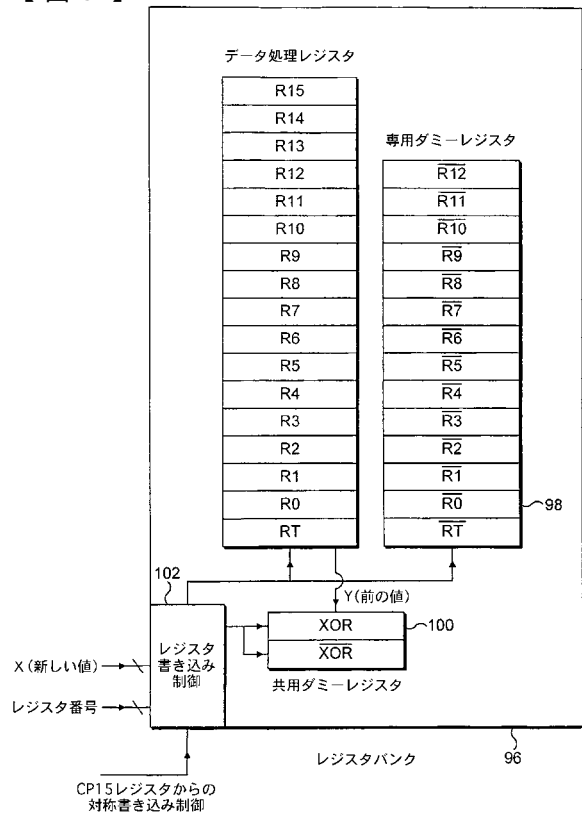 データ処理レジスタ
R15
R14
R13
R12
R11
R10
R9
R8
R7
R6
R5
R4
R3
R2
R1
R0
RT
専用ダミーレジスタ
R12
R11
R10
R9
R8
R7
R6
R5
R4
R3
R2
R1
R0
RT
98
102
Y(前の値)
XOR
XOR
100
共用ダミーレジスタ
レジスタ
書き込み
制御
X(新しい値)
レジスタ番号
レジスタバンク
96
CP15レジスタからの
対称書き込み制御